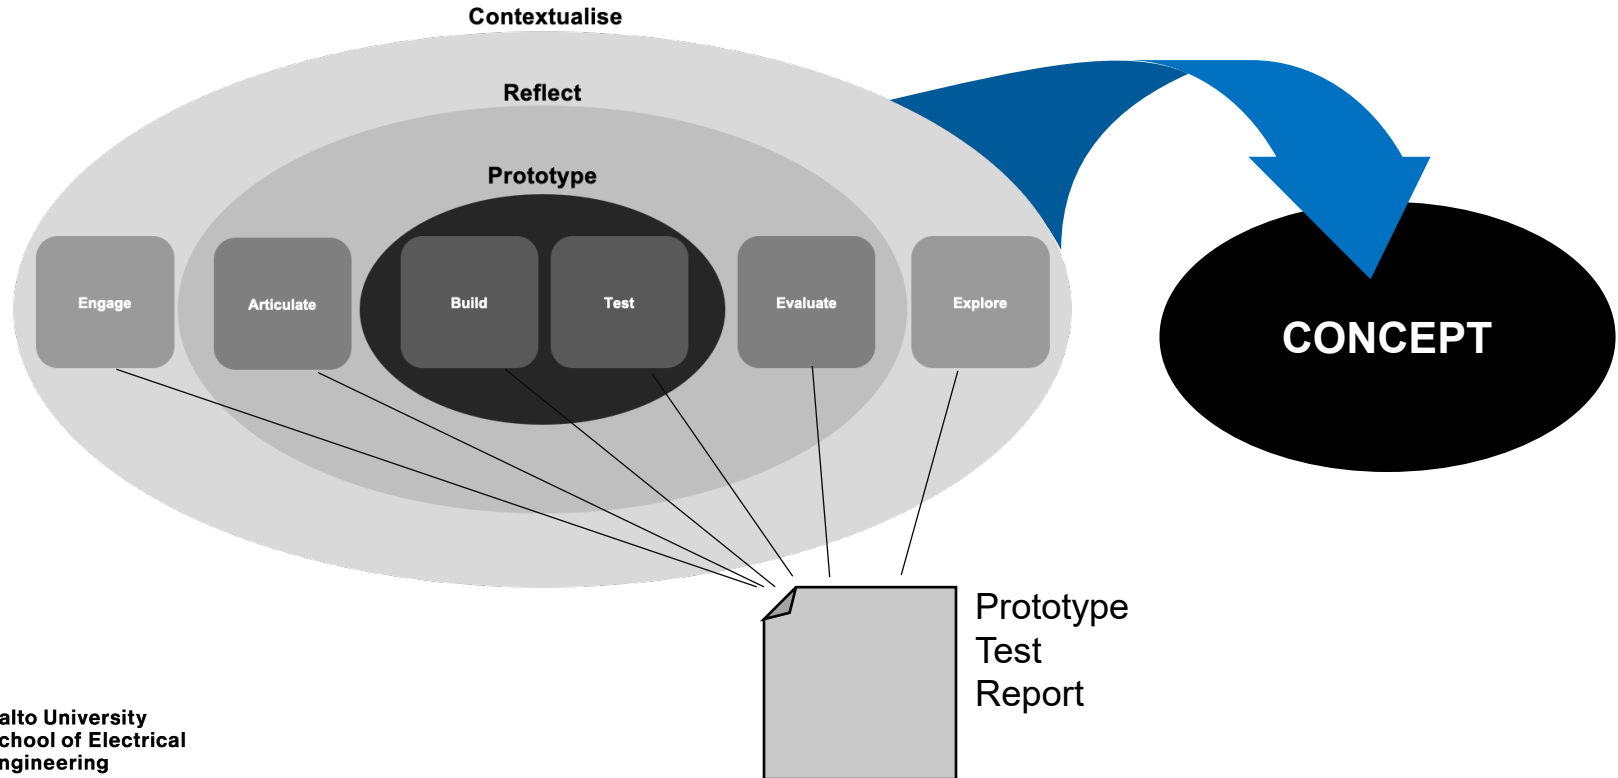 Contextualise
Reflect
Prototype
Engage
Articulate
Build
Test
Evaluate
Explore
CONCEPT
Prototype
Test
Report
alto University
chool of Electrical
ngineering